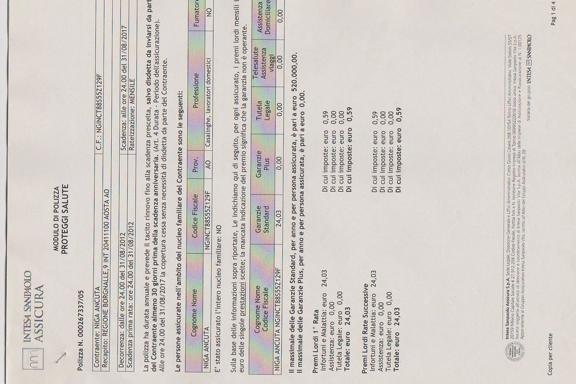 INTESA SANPAOLO
ASSICURA
MODULO DI POLIZZA
PROTEGGI SALUTE
Polizza N. 000267337705
Contraente: NIGA ANCUTA C.F.: NGINCT88S55Z129F
Recapito: REGIONE BORGNALLE, 9 INT 20411100 AOSTA AO
Decorrenza: dalle ore 24.00 del 31/08/2012 Scadenza: alle ore 24.00 del 31/08/2017
Scadenza prima rata: ore 24.00 del 31/08/2012 Rateizzazione: MENSILE
La polizza ha durata annuale e prevede il tacito rinnovo fino alla scadenza prescelta, salvo disdetta da inviarsi da part
del Contraente almeno 30 giorni prima della scadenza anniversaria. (Art. 4 Durata - Periodo dell'assicurazione).
Alle ore 24.00 del 31/08/2017 la copertura cessa senza necessità di disdetta da parte del Contraente.
Le persone assicurate nell'ambito del nucleo familiare del Contraente sono le seguenti:
Cognome Nome Codice Fiscale Prov. Professione Fumatore
NIGA ANCUTA NGINCT88S55Z129F AO Casalinghe, lavoratori domestici NO
E' stato assicurato l'intero nucleo familiare: NO
Sulla base delle informazioni sopra riportate, Le indichiamo qui di seguito, per ogni assicurato, i premi lordi mensili i
euro delle singole prestazioni scelte; la mancata indicazione del premio significa che la garanzia non è operante.
Cognome Nome Codice Fiscale Garanzie Standard Garanzie Plus Tutela Legale Telesalute Assistenza viaggi Assistenza Domiciliare
NIGA ANCUTA NGINCT88S55Z129F 24,03 0,00 0,00 0,00 0,00
Il massimale delle Garanzie Standard, per anno e per persona assicurata, è pari a euro 520.000,00.
Il massimale delle Garanzie Plus, per anno e per persona assicurata, è pari a euro 0,00.
Premi Lordi 1° Rata
Infortuni e Malattia: euro 24,03 Di cui Imposte: euro 0,59
Assistenza: euro 0,00 Di cui Imposte: euro 0,00
Tutela Legale: euro 0,00 Di cui Imposte: euro 0,00
Totale: euro 24,03 Di cui Imposte: euro 0,59
Premi Lordi Rate Successive
Infortuni e Malattia: euro 24,03 Di cui Imposte: euro 0,59
Assistenza: euro 0,00 Di cui Imposte: euro 0,00
Tutela Legale: euro 0,00 Di cui Imposte: euro 0,00
Totale: euro 24,03 Di cui Imposte: euro 0,59
Intesa Sanpaolo Assicura S.p.A.
INTESA SANPAOLO
Copia per cliente Pag 1 di 4